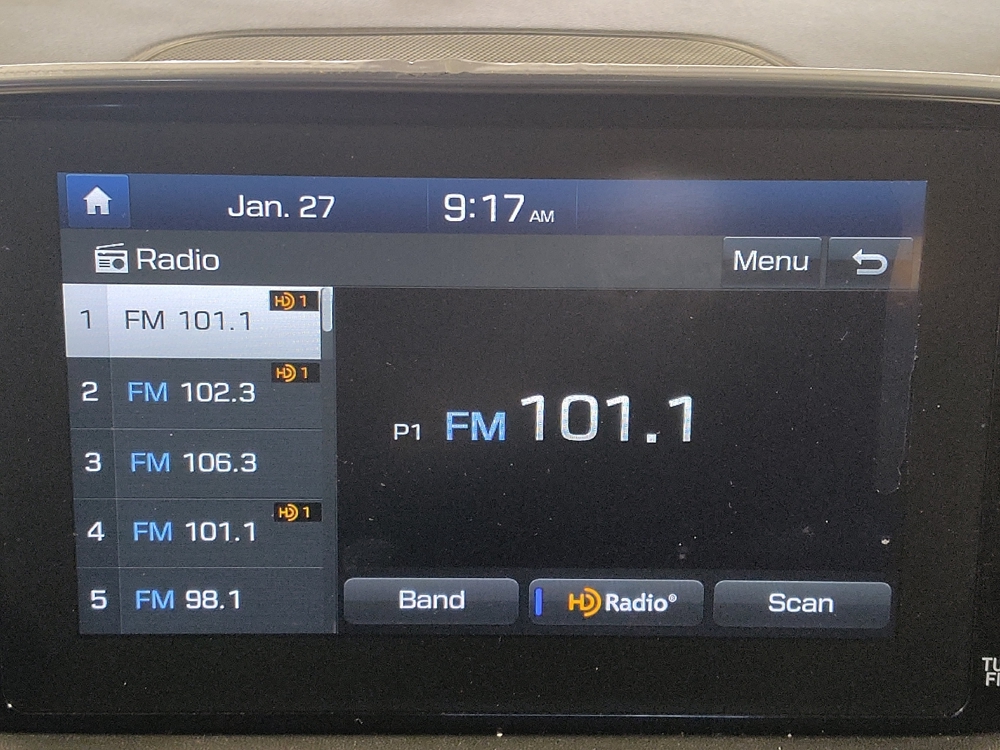 Jan. 27 9:17 AM
Radio Menu
1 FM 101.1 HD 1
2 FM 102.3 HD 1
3 FM 106.3
4 FM 101.1 HD 1
5 FM 98.1
P1 FM 101.1
Band HD Radio® Scan